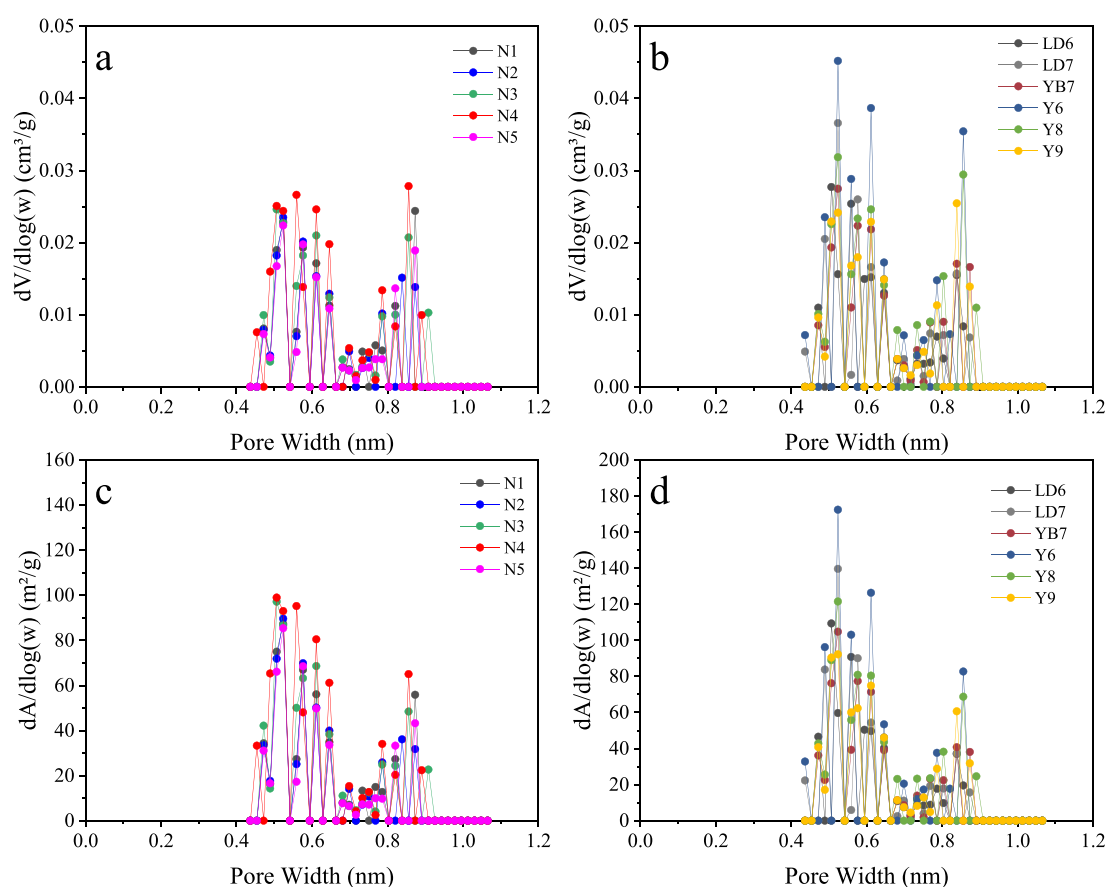 a
N1
N2
N3
N4
N5
0.05
0.04
0.03
0.02
0.01
0.00
dV/dlog(w) (cm³/g)
0.0 0.2 0.4 0.6 0.8 1.0 1.2
Pore Width (nm)
b
LD6
LD7
YB7
Y6
Y8
Y9
0.05
0.04
0.03
0.02
0.01
0.00
dV/dlog(w) (cm³/g)
0.0 0.2 0.4 0.6 0.8 1.0 1.2
Pore Width (nm)
c
N1
N2
N3
N4
N5
160
140
120
100
80
60
40
20
0
dA/dlog(w) (m²/g)
0.0 0.2 0.4 0.6 0.8 1.0 1.2
Pore Width (nm)
d
LD6
LD7
YB7
Y6
Y8
Y9
200
180
160
140
120
100
80
60
40
20
0
dA/dlog(w) (m²/g)
0.0 0.2 0.4 0.6 0.8 1.0 1.2
Pore Width (nm)